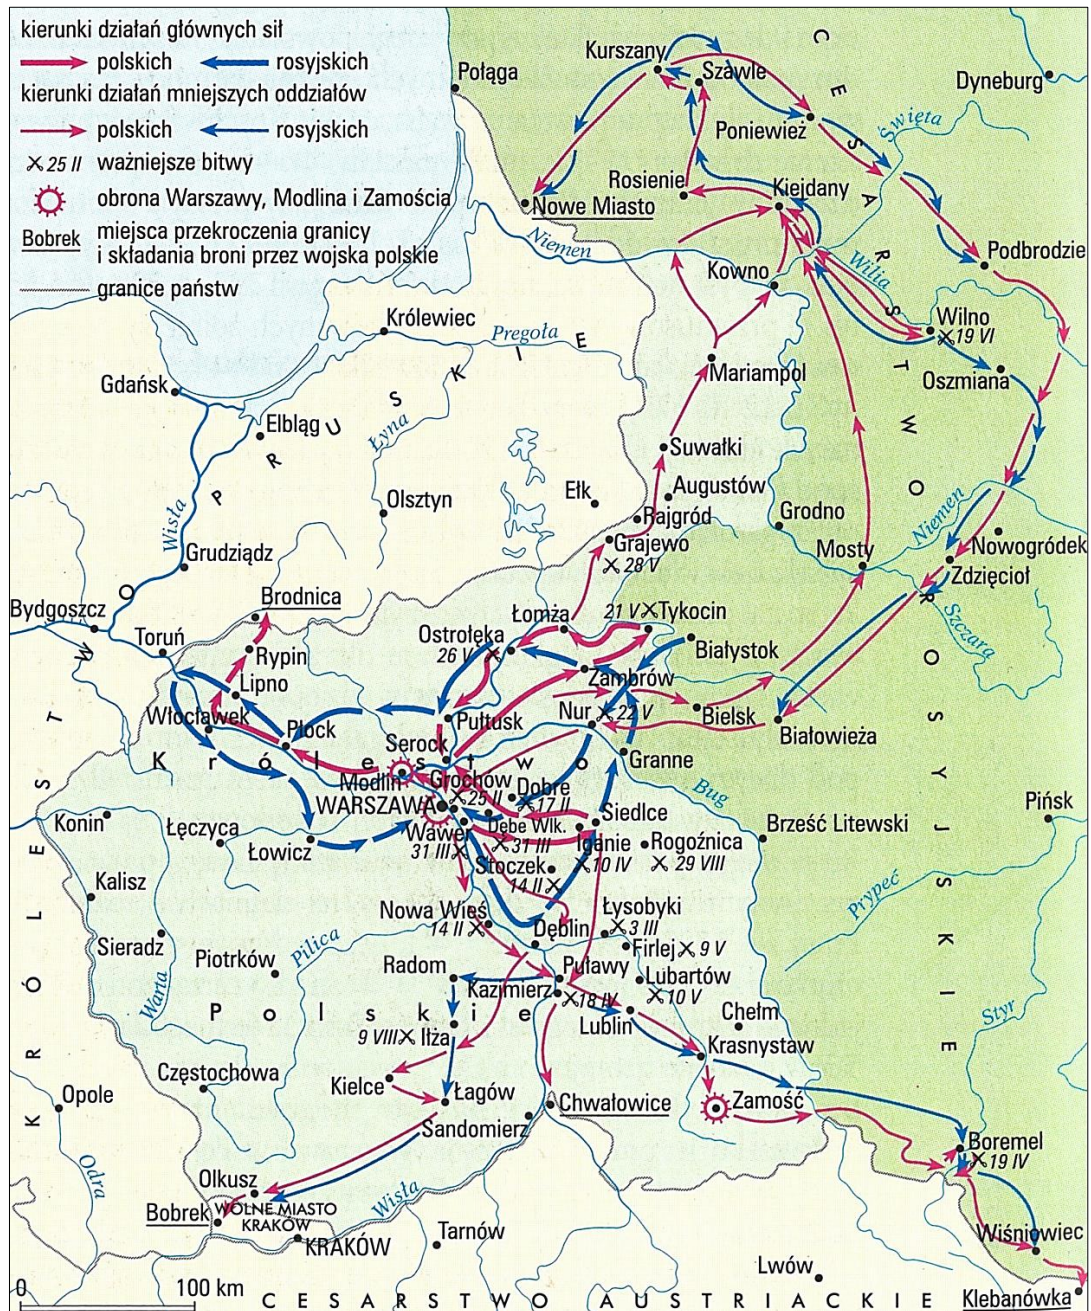 kierunki działań głównych sił
polskich rosyjskich
kierunki działań mniejszych oddziałów
polskich rosyjskich
25 II ważniejsze bitwy
obrona Warszawy, Modlina i Zamościa
Bobrek miejsca przekroczenia granicy
i składania broni przez wojska polskie
granice państw
CESARSTWO ROSYJSKIE
KRÓLESTWO PRUSKIE
Królestwo
Polskie
CESARSTWO AUSTRIACKIE
Kurszany
Szawle
Połąga
Dyneburg
Poniewież
Święta
Rosienie
Kiejdany
Nowe Miasto
Niemen
Podbrodzie
Wilia
Kowno
Królewiec
Pregoła
Wilno
19 VI
Gdańsk
Mariampol
Oszmiana
Elbląg
Łyna
Suwałki
Wisła
Olsztyn
Ełk
Augustów
Rajgród
Grodno
Niemen
Grudziądz
Grajewo
28 V
Mosty
Nowogródek
Zdzięcioł
Brodnica
Szczara
Bydgoszcz
Toruń
Łomża
21 V Tykocin
Ostrołęka
26 V
Rypin
Białystok
Lipno
Zambrów
Włocławek
Płock
Pułtusk
Nur 22 V
Bielsk
Białowieża
Serock
Granne
Modlin
Grochów
25 II
Dobre
17 II
Bug
WARSZAWA
Siedlce
Pińsk
Konin
Łęczyca
Łowicz
Wawer
31 III
Dębe Wlk.
31 III
Iganie
10 IV
Rogoźnica
29 VIII
Brześć Litewski
Stoczek
14 II
Kalisz
Prypeć
Nowa Wieś
14 II
Łysobyki
3 III
Sieradz
Pilica
Dęblin
Firlej 9 V
Piotrków
Warta
Radom
Puławy
Lubartów
10 V
Kazimierz
18 IV
Styr
Lublin
Chełm
9 VIII Iłża
Krasnystaw
Częstochowa
Kielce
Łagów
Opole
Chwałowice
Zamość
Sandomierz
Boremel
19 IV
Odra
Olkusz
Wisła
Bobrek
WOLNE MIASTO
KRAKÓW
KRAKÓW
Tarnów
Wiśniowiec
Lwów
Klebanówka
0 100 km